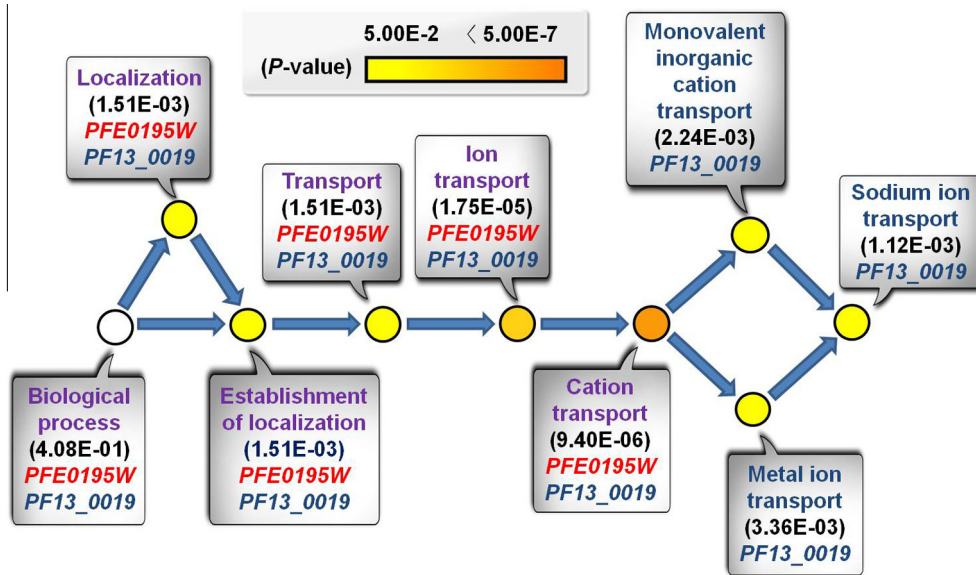 5.00E-2 < 5.00E-7
(P-value)
Localization
(1.51E-03)
PFE0195W
PF13_0019
Transport
(1.51E-03)
PFE0195W
PF13_0019
Ion
transport
(1.75E-05)
PFE0195W
PF13_0019
Monovalent
inorganic
cation
transport
(2.24E-03)
PF13_0019
Sodium ion
transport
(1.12E-03)
PF13_0019
Biological
process
(4.08E-01)
PFE0195W
PF13_0019
Establishment
of localization
(1.51E-03)
PFE0195W
PF13_0019
Cation
transport
(9.40E-06)
PFE0195W
PF13_0019
Metal ion
transport
(3.36E-03)
PF13_0019